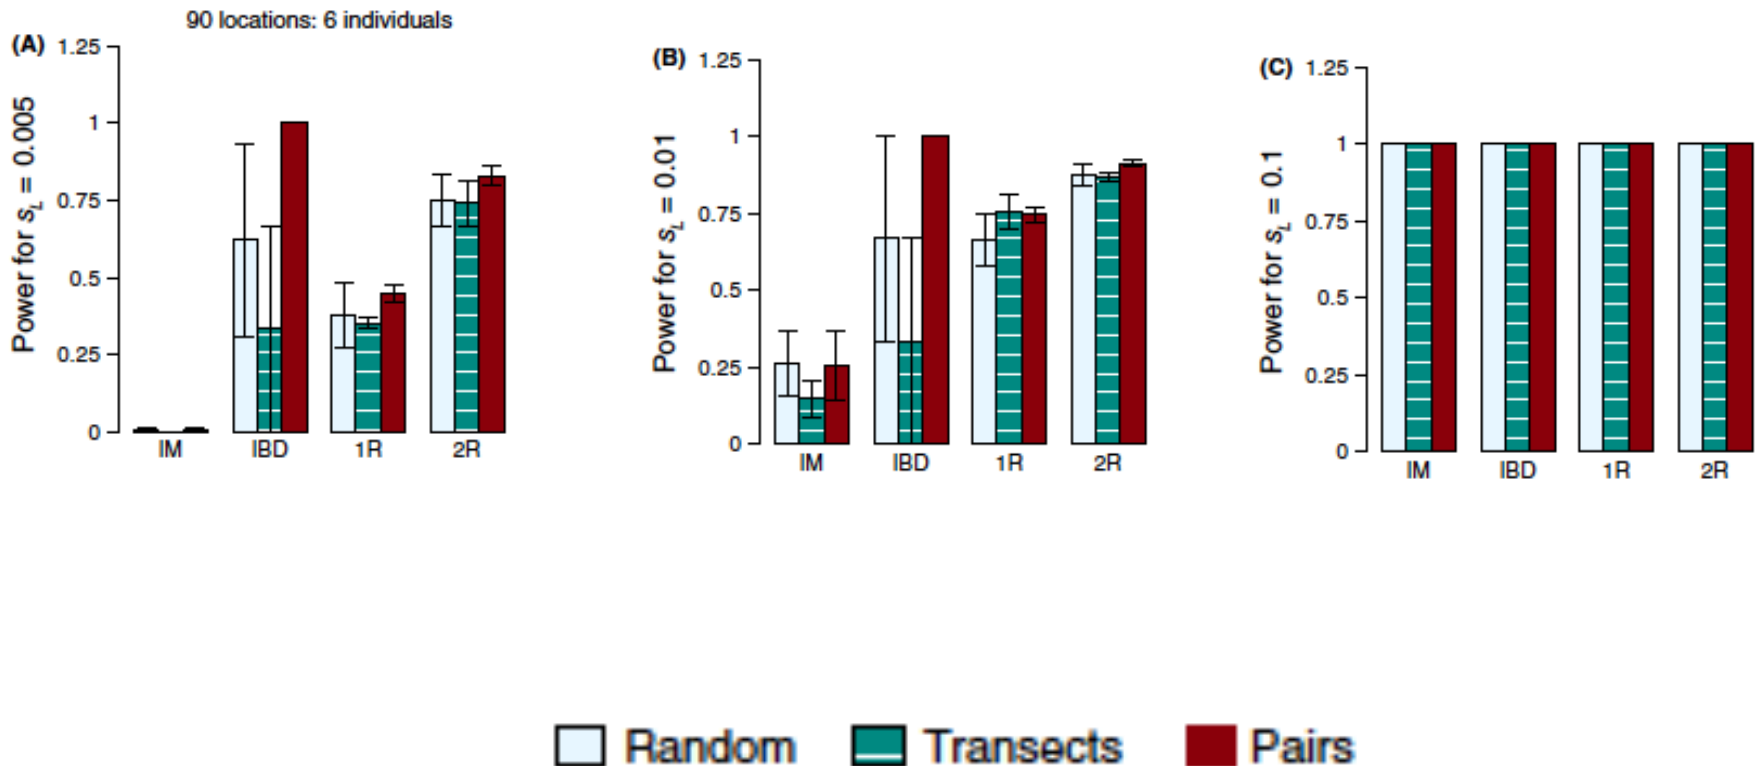 90 locations: 6 individuals
(A)
1.25
1
0.75
0.5
0.25
0
Power for s_L = 0.005
IM IBD 1R 2R
(B)
1.25
1
0.75
0.5
0.25
0
Power for s_L = 0.01
IM IBD 1R 2R
(C)
1.25
1
0.75
0.5
0.25
0
Power for s_L = 0.1
IM IBD 1R 2R
Random Transects Pairs